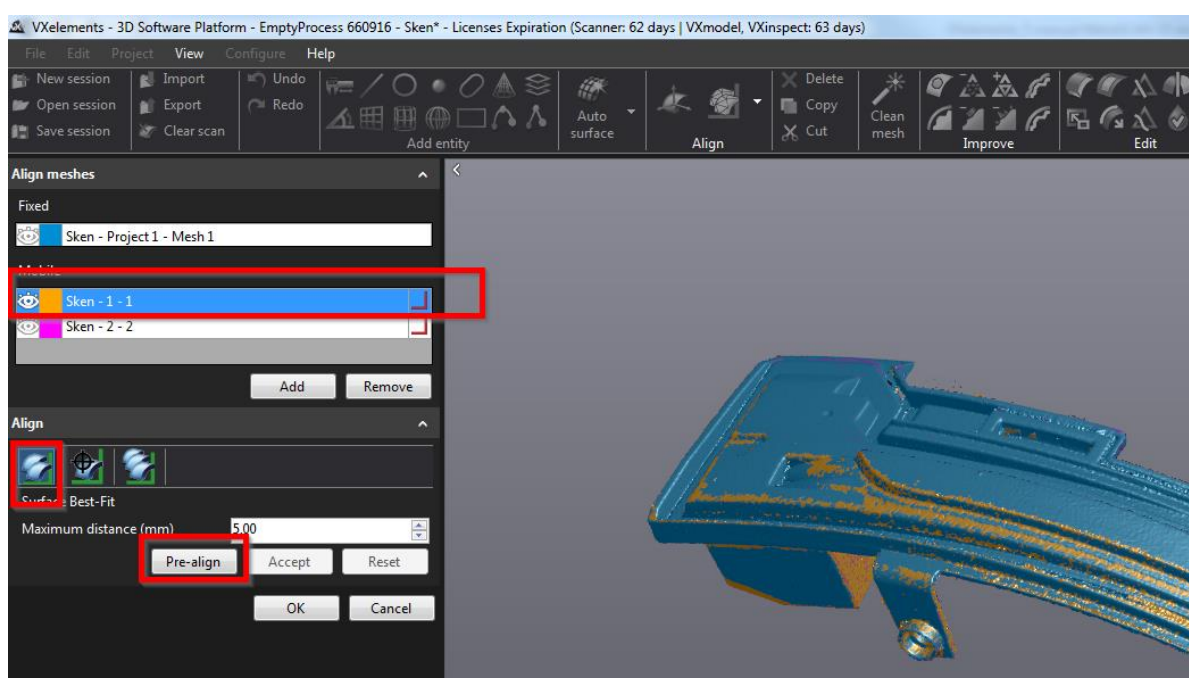 VXelements - 3D Software Platform - EmptyProcess 660916 - Sken* - Licenses Expiration (Scanner: 62 days | VXmodel, VXinspect: 63 days)
File Edit Project View Configure Help
New session Import Undo Delete
Open session Export Redo Copy
Save session Clear scan Cut
Auto surface
Clean mesh
Add entity Align Improve Edit
Align meshes
Fixed
Sken - Project 1 - Mesh 1
Mobile
Sken - 1 - 1
Sken - 2 - 2
Add Remove
Align
Surface Best-Fit
Maximum distance (mm) 5.00
Pre-align Accept Reset
OK Cancel